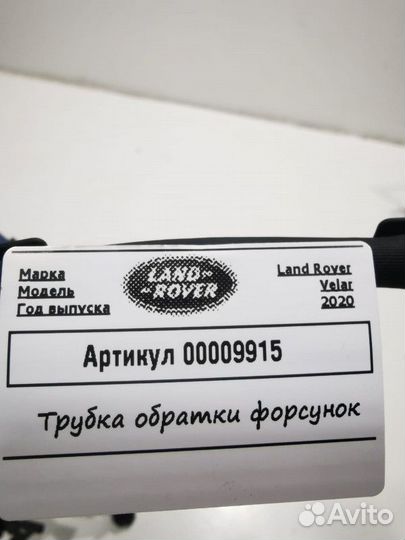 Марка LAND Land Rover
Модель ROVER Velar
Год выпуска 2020
Артикул 00009915
Трубка обратки форсунок
Avito